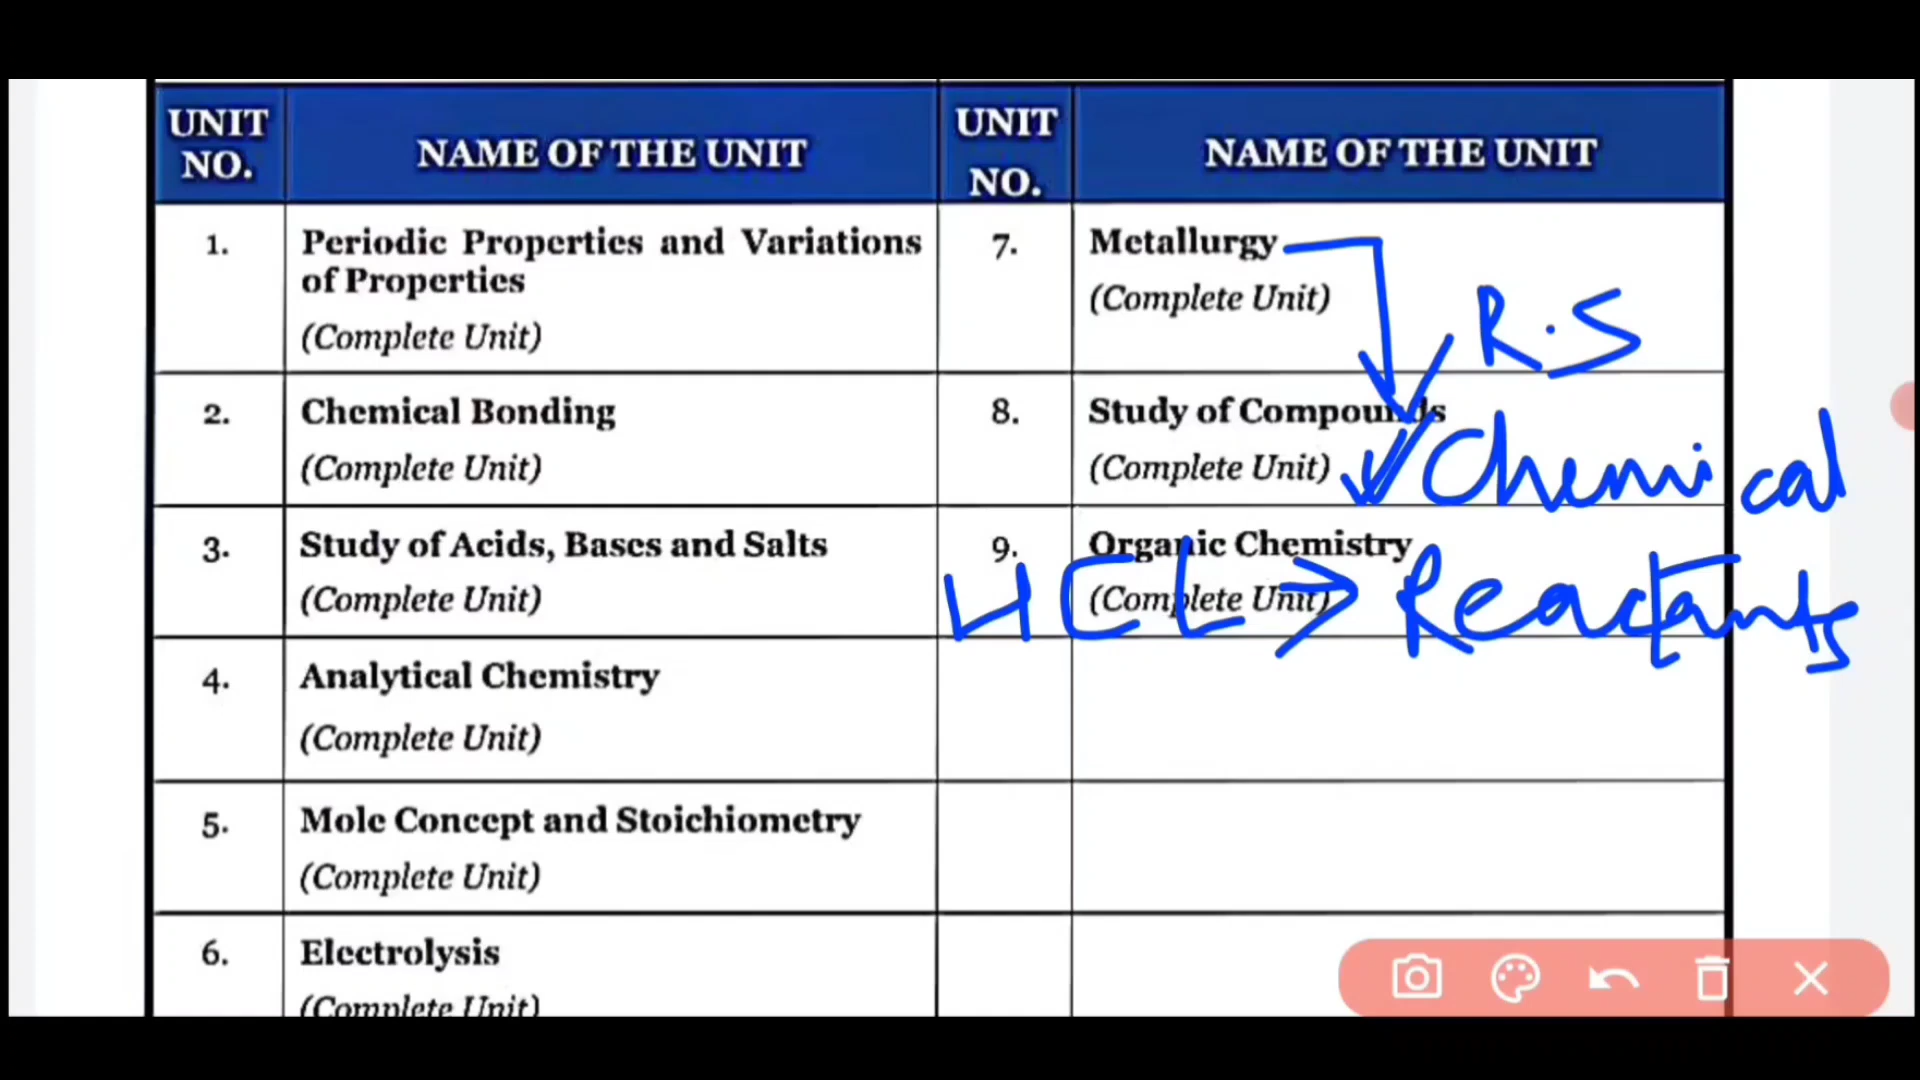 UNIT NO.
NAME OF THE UNIT
UNIT NO.
NAME OF THE UNIT
1.
Periodic Properties and Variations
of Properties
(Complete Unit)
7.
Metallurgy
(Complete Unit)
R.S
2.
Chemical Bonding
(Complete Unit)
8.
Study of Compounds
(Complete Unit)
Chemical
3.
Study of Acids, Bases and Salts
(Complete Unit)
9.
Organic Chemistry
(Complete Unit)
HCL → Reactants
4.
Analytical Chemistry
(Complete Unit)
5.
Mole Concept and Stoichiometry
(Complete Unit)
6.
Electrolysis
(Complete Unit)